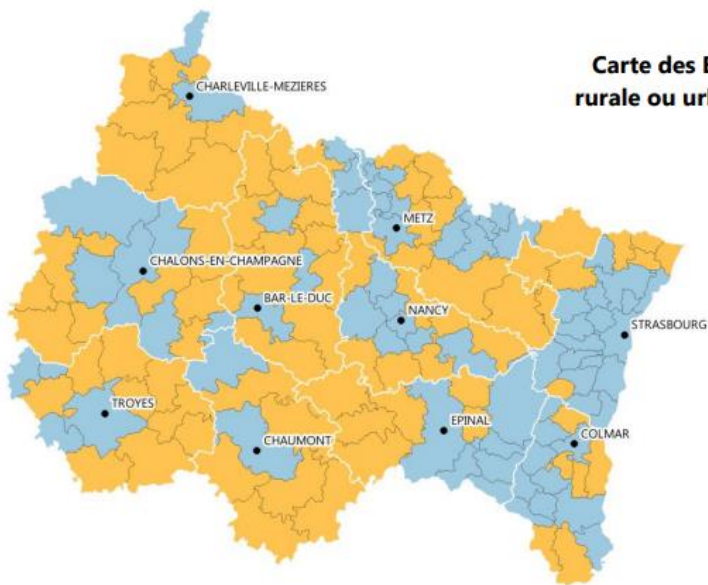 Carte des
rurale ou
CHARLEVILLE-MEZIERES
METZ
CHALONS-EN-CHAMPAGNE
BAR-LE-DUC
NANCY
STRASBOURG
TROYES
EPINAL
CHAUMONT
COLMAR